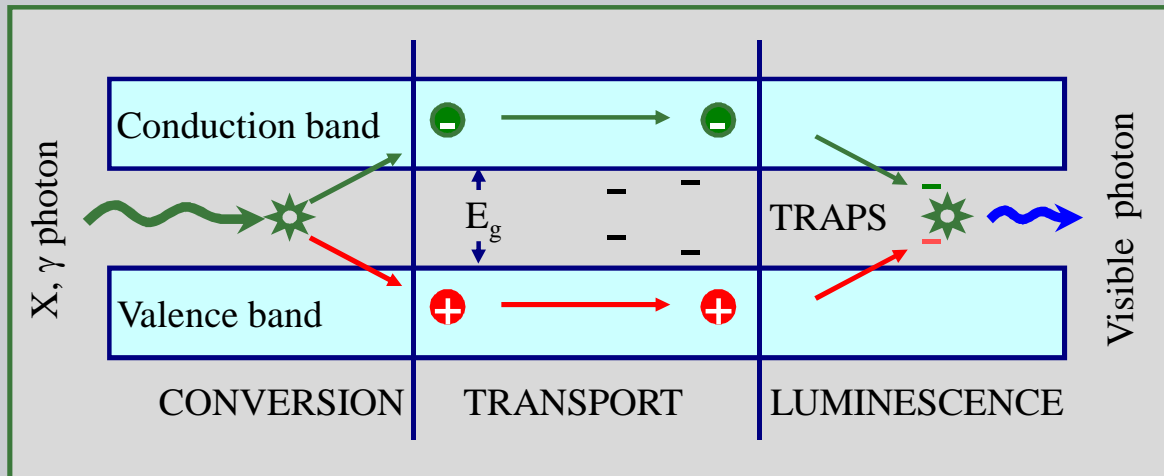 X, γ photon
Conduction band
E_g
TRAPS
Valence band
Visible photon
CONVERSION
TRANSPORT
LUMINESCENCE